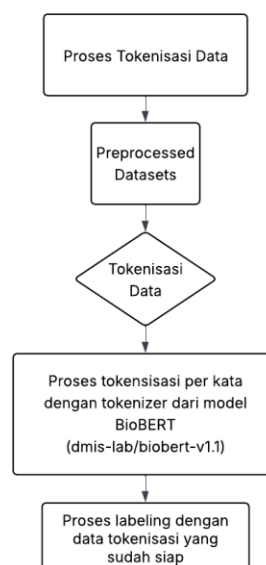 Proses Tokenisasi Data
Preprocessed
Datasets
Tokenisasi
Data
Proses tokensisasi per kata
dengan tokenizer dari model
BioBERT
(dmis-lab/biobert-v1.1)
Proses labeling dengan
data tokenisasi yang
sudah siap